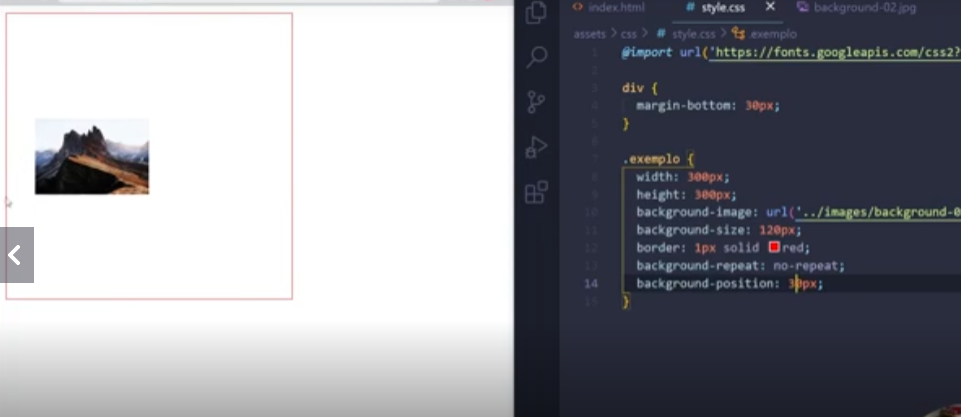 index.html
# style.css
background-02.jpg
assets > css > # style.css > .exemplo
1 @import url('https://fonts.googleapis.com/css2?
2
3 div {
4 margin-bottom: 30px;
5 }
6
7 .exemplo {
8 width: 300px;
9 height: 300px;
10 background-image: url('../images/background-0
11 background-size: 120px;
12 border: 1px solid red;
13 background-repeat: no-repeat;
14 background-position: 30px;
15 }